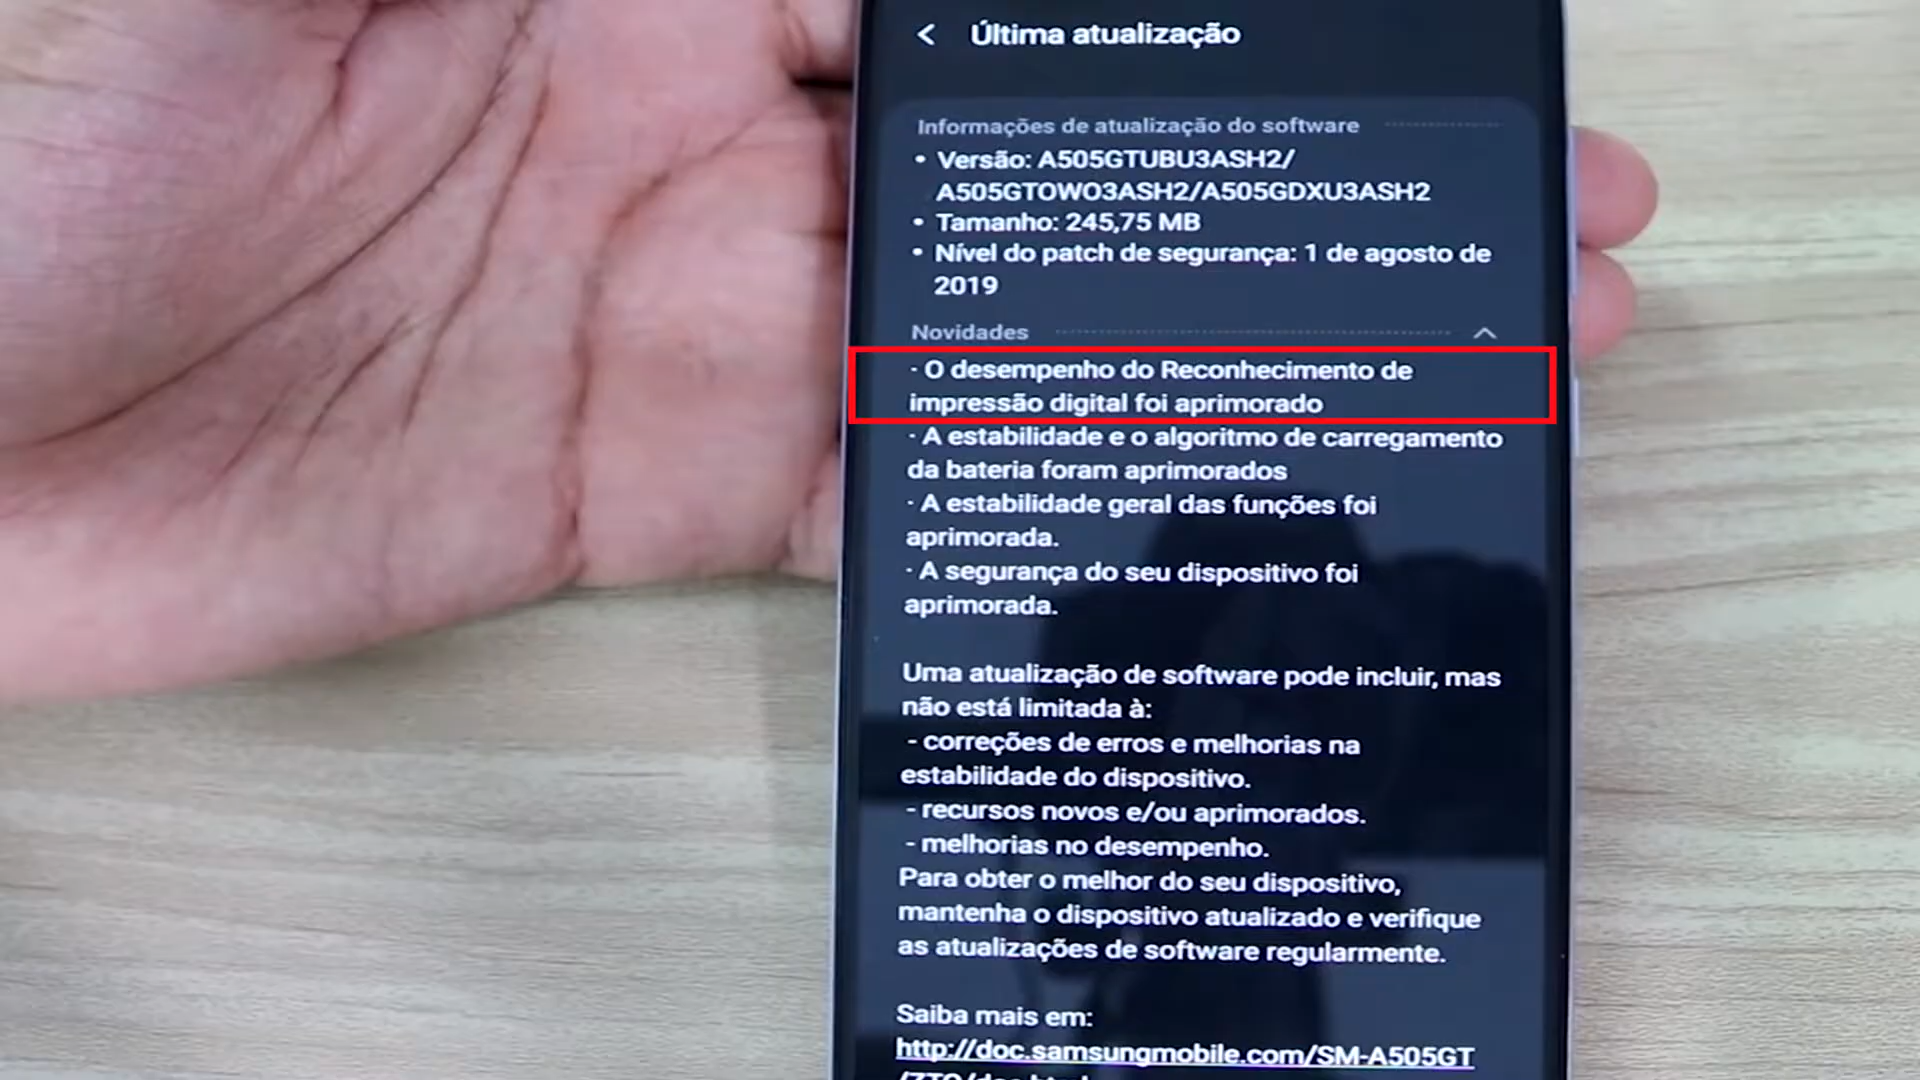 Última atualização
Informações de atualização do software
• Versão: A505GTUBU3ASH2/
A505GTOWO3ASH2/A505GDXU3ASH2
• Tamanho: 245,75 MB
• Nível do patch de segurança: 1 de agosto de
2019
Novidades
· O desempenho do Reconhecimento de
impressão digital foi aprimorado
· A estabilidade e o algoritmo de carregamento
da bateria foram aprimorados
· A estabilidade geral das funções foi
aprimorada.
· A segurança do seu dispositivo foi
aprimorada.
Uma atualização de software pode incluir, mas
não está limitada à:
- correções de erros e melhorias na
estabilidade do dispositivo.
- recursos novos e/ou aprimorados.
- melhorias no desempenho.
Para obter o melhor do seu dispositivo,
mantenha o dispositivo atualizado e verifique
as atualizações de software regularmente.
Saiba mais em:
http://doc.samsungmobile.com/SM-A505GT